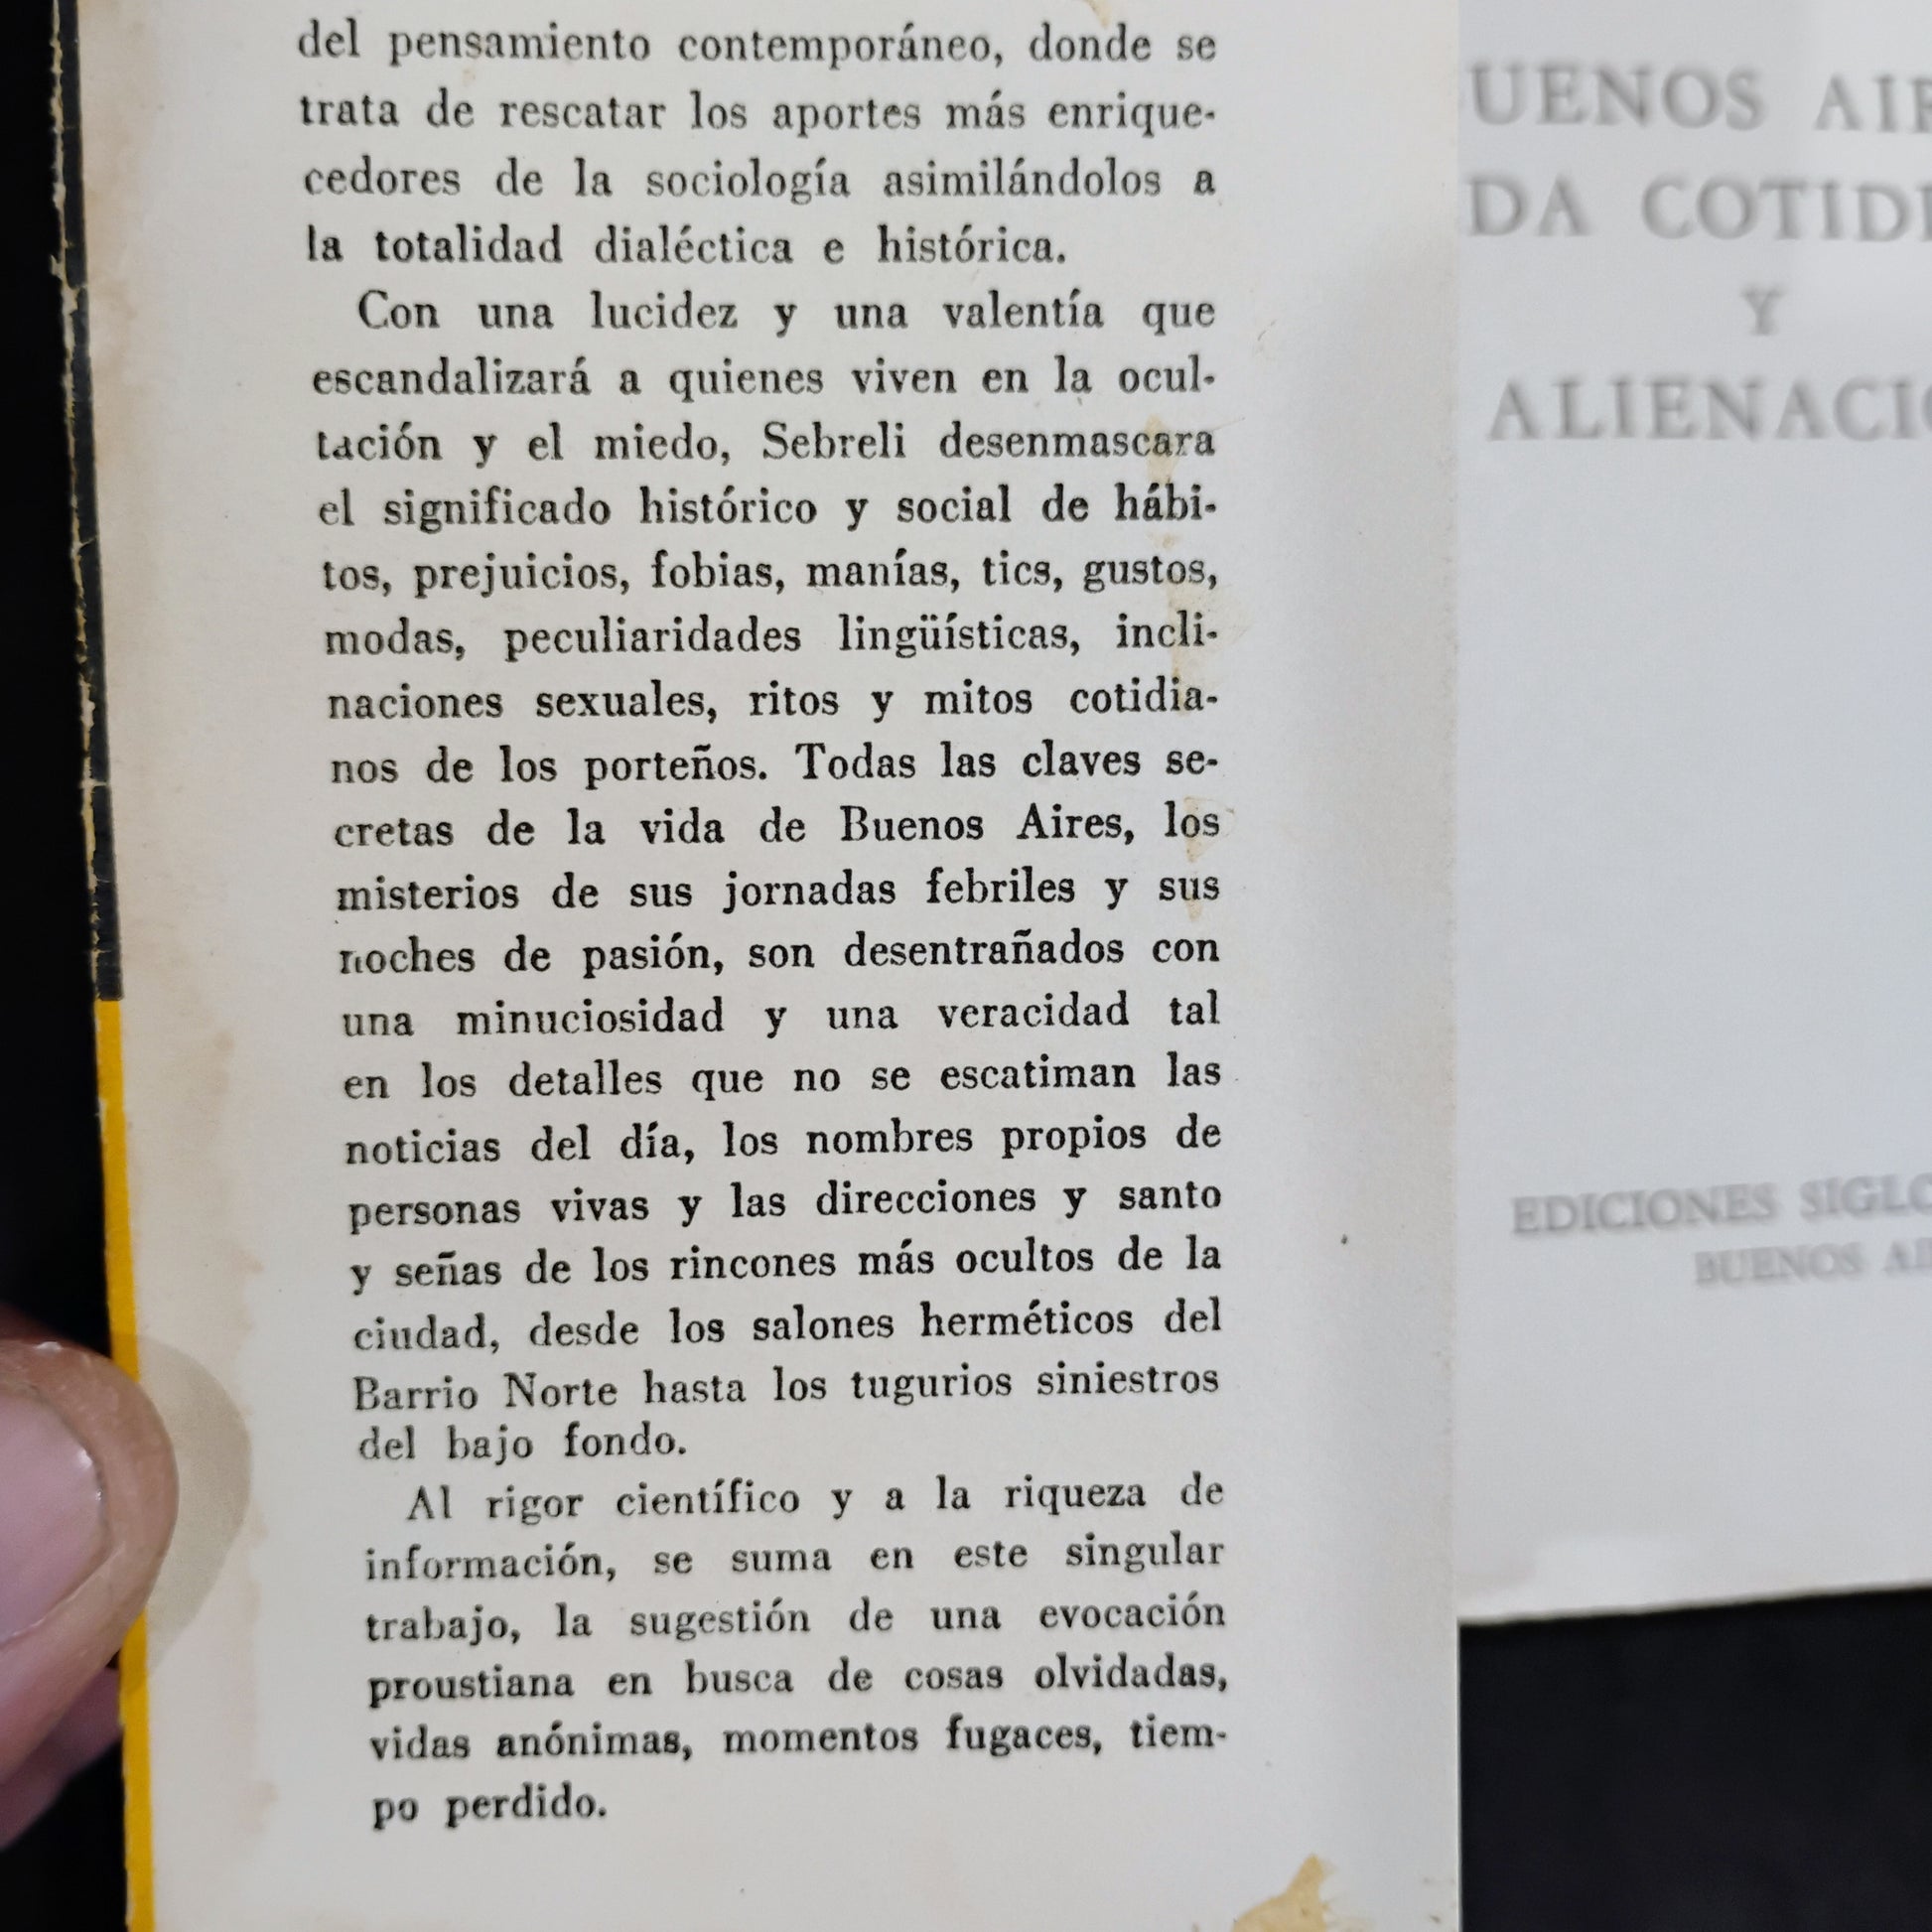 del pensamiento contemporáneo, donde se
trata de rescatar los aportes más enrique-
cedores de la sociología asimilándolos a
la totalidad dialéctica e histórica.
Con una lucidez y una valentía que
escandalizará a quienes viven en la ocul-
tación y el miedo, Sebreli desenmascara
el significado histórico y social de hábi-
tos, prejuicios, fobias, manías, tics, gustos,
modas, peculiaridades lingüísticas, incli-
naciones sexuales, ritos y mitos cotidia-
nos de los porteños. Todas las claves se-
cretas de la vida de Buenos Aires, los
misterios de sus jornadas febriles y sus
noches de pasión, son desentrañados con
una minuciosidad y una veracidad tal
en los detalles que no se escatiman las
noticias del día, los nombres propios de
personas vivas y las direcciones y santo
y señas de los rincones más ocultos de la
ciudad, desde los salones herméticos del
Barrio Norte hasta los tugurios siniestros
del bajo fondo.
Al rigor científico y a la riqueza de
información, se suma en este singular
trabajo, la sugestión de una evocación
proustiana en busca de cosas olvidadas,
vidas anónimas, momentos fugaces, tiem-
po perdido.
UENOS AIR
DA COTIDI
Y
ALIENACIÓ
EDICIONES SIGLO
BUENOS AI